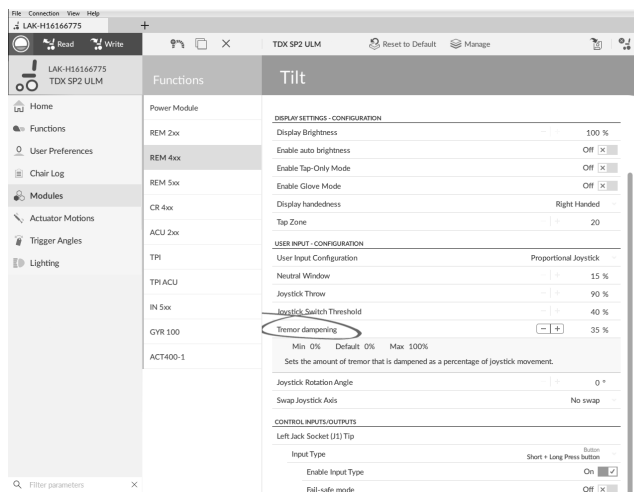 File Connection View Help
LAK-H16166775 +
Read Write TDX SP2 ULM Reset to Default Manage
LAK-H16166775
TDX SP2 ULM
Functions
Tilt
Home
Functions
User Preferences
Chair Log
Modules
Actuator Motions
Trigger Angles
Lighting
Filter parameters
Power Module
REM 2xx
REM 4xx
REM 5xx
CR 4xx
ACU 2xx
TPI
TPI ACU
IN 5xx
GYR 100
ACT400-1
DISPLAY SETTINGS - CONFIGURATION
Display Brightness 100 %
Enable auto brightness Off
Enable Tap-Only Mode Off
Enable Glove Mode Off
Display handedness Right Handed
Tap Zone 20
USER INPUT - CONFIGURATION
User Input Configuration Proportional Joystick
Neutral Window 15 %
Joystick Throw 90 %
Joystick Switch Threshold 40 %
Tremor dampening - + 35 %
Min 0% Default 0% Max 100%
Sets the amount of tremor that is dampened as a percentage of joystick movement.
Joystick Rotation Angle 0 °
Swap Joystick Axis No swap
CONTROL INPUTS/OUTPUTS
Left Jack Socket (J1) Tip
Input Type Button
Short + Long Press button
Enable Input Type On
Fail-safe mode Off